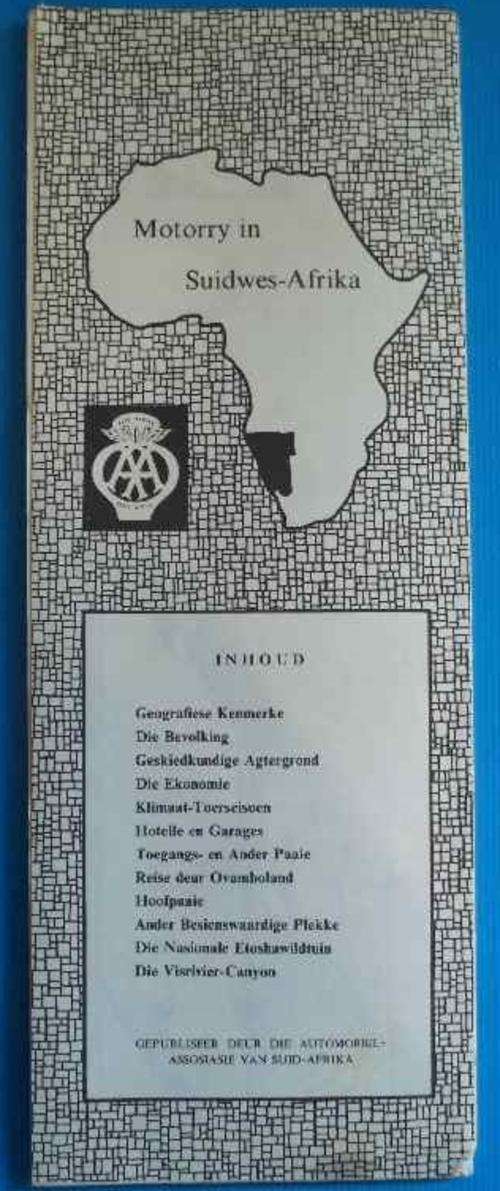 Motorry in
Suidwes-Afrika
AA
INHOUD
Geografiese Kenmerke
Die Bevolking
Geskiedkundige Agtergrond
Die Ekonomie
Klimaat-Toerseisoen
Hotelle en Garages
Toegangs- en Ander Paaie
Reise deur Ovamboland
Hoofpaaie
Ander Besienswaardige Plekke
Die Nasionale Etoshawildtuin
Die Visrivier-Canyon
GEPUBLISEER DEUR DIE AUTOMOBIEL-
ASSOSIASIE VAN SUID-AFRIKA